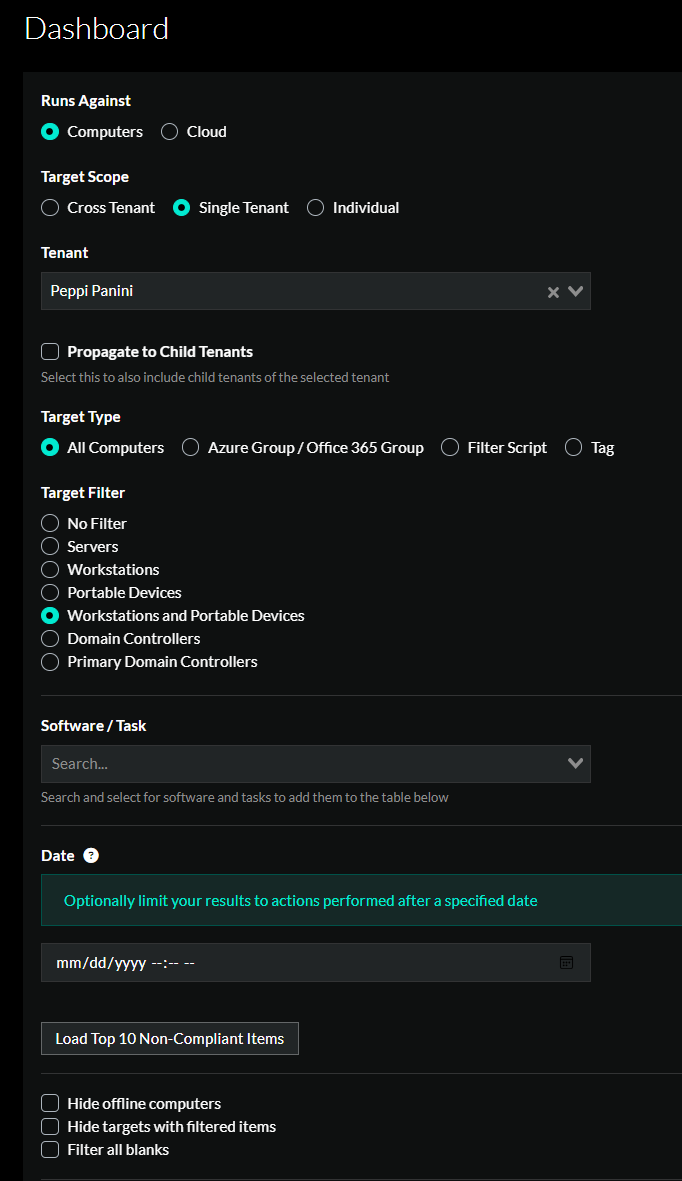 Dashboard
Runs Against
Computers Cloud
Target Scope
Cross Tenant Single Tenant Individual
Tenant
Peppi Panini
Propagate to Child Tenants
Select this to also include child tenants of the selected tenant
Target Type
All Computers Azure Group / Office 365 Group Filter Script Tag
Target Filter
No Filter
Servers
Workstations
Portable Devices
Workstations and Portable Devices
Domain Controllers
Primary Domain Controllers
Software / Task
Search...
Search and select for software and tasks to add them to the table below
Date ?
Optionally limit your results to actions performed after a specified date
mm/dd/yyyy --:-- --
Load Top 10 Non-Compliant Items
Hide offline computers
Hide targets with filtered items
Filter all blanks